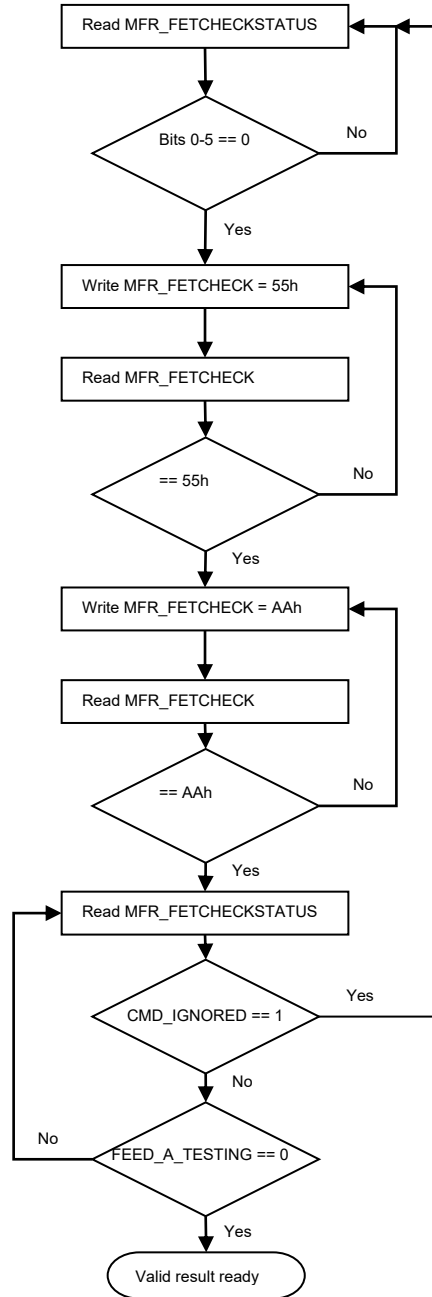 Read MFR_FETCHECKSTATUS
Bits 0-5 == 0
No
Yes
Write MFR_FETCHECK = 55h
Read MFR_FETCHECK
== 55h
No
Yes
Write MFR_FETCHECK = AAh
Read MFR_FETCHECK
== AAh
No
Yes
Read MFR_FETCHECKSTATUS
Yes
CMD_IGNORED == 1
No
No
FEED_A_TESTING == 0
Yes
Valid result ready